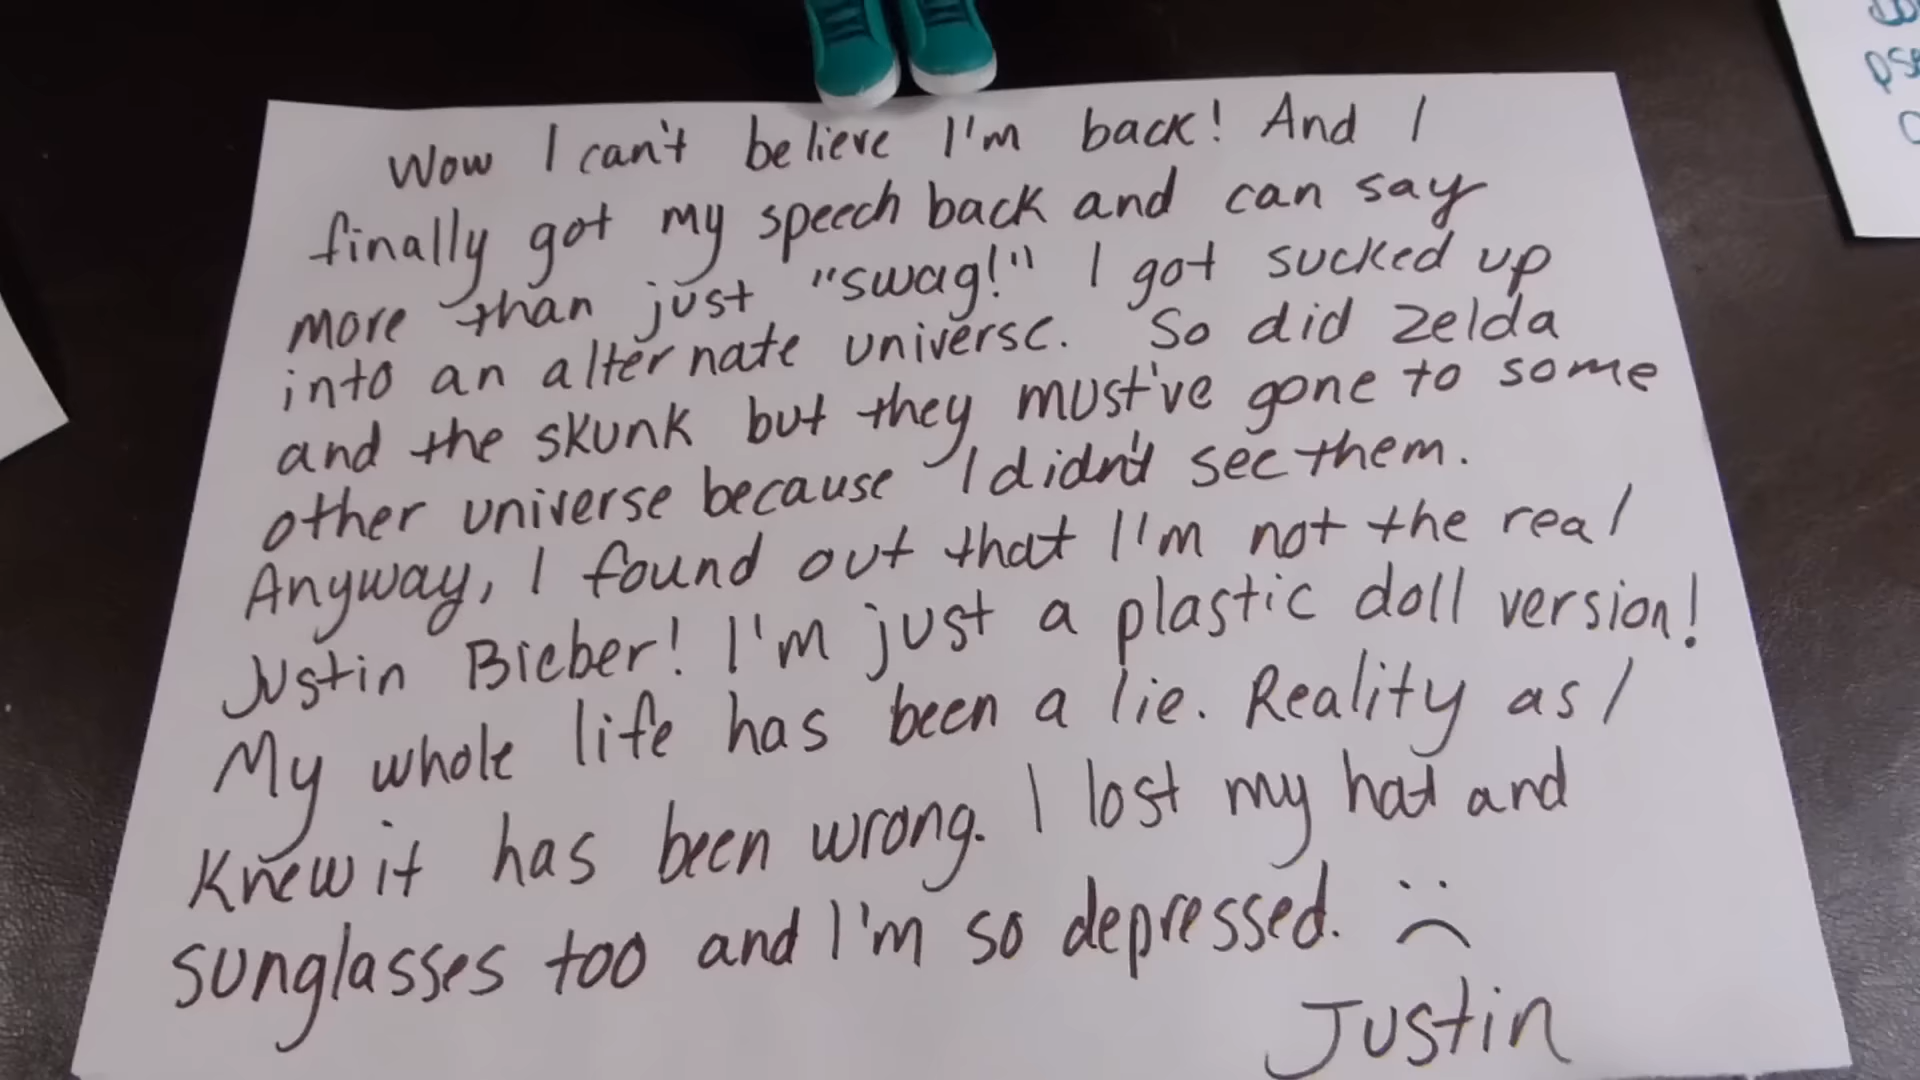 Wow I can't believe I'm back! And I
finally got my speech back and can say
more than just "swag!" I got sucked up
into an alternate universe. So did Zelda
and the skunk but they must've gone to some
other universe because I didn't see them.
Anyway, I found out that I'm not the real
Justin Bieber! I'm just a plastic doll version!
My whole life has been a lie. Reality as I
knew it has been wrong. I lost my hat and
sunglasses too and I'm so depressed. :(
Justin